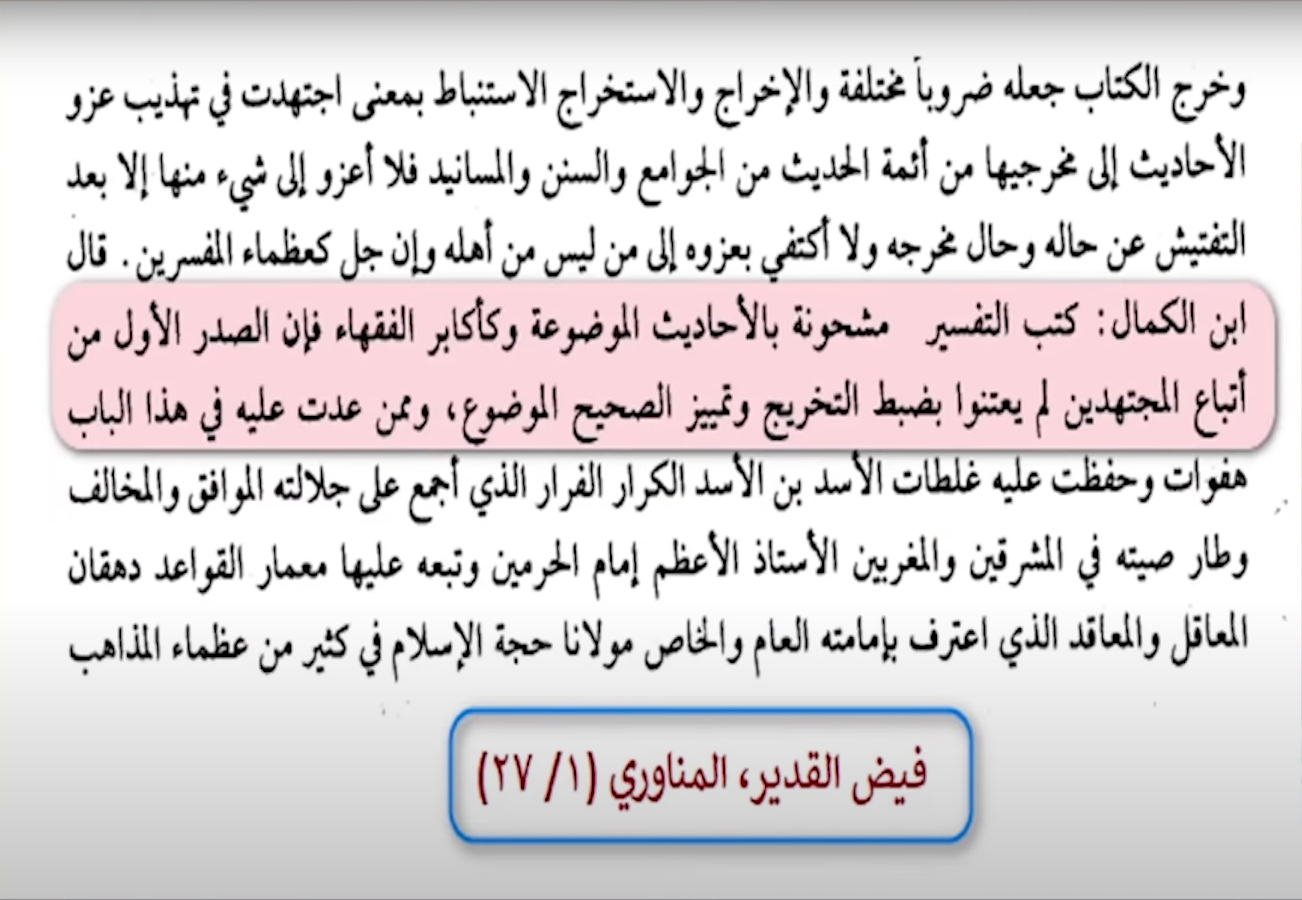 وخرج الكتاب جعله ضروباً مختلفة والإخراج والاستخراج الاستنباط بمعنى اجتهدت في تهذيب عزو
الأحاديث إلى مخرجيها من أئمة الحديث من الجوامع والسنن والمسانيد فلا أعزو إلى شيء منها إلا بعد
التفتيش عن حاله وحال مخرجه ولا أكتفي بعزوه إلى من ليس من أهله وإن جل كعظماء المفسرين. قال
ابن الكمال: كتب التفسير مشحونة بالأحاديث الموضوعة وكأكابر الفقهاء فإن الصدر الأول من
أتباع المجتهدين لم يعتنوا بضبط التخريج وتمييز الصحيح الموضوع، وممن عدت عليه في هذا الباب
هفوات وحفظت عليه غلطات الأسد بن الأسد الكرار الفرار الذي أجمع على جلالته الموافق والمخالف
وطار صيته في المشرقين والمغربين الأستاذ الأعظم إمام الحرمين وتبعه عليها معمار القواعد دهقان
المعاقل والمعاقد الذي اعترف بإمامته العام والخاص مولانا حجة الإسلام في كثير من عظماء المذاهب
فيض القدير، المناوري (١/ ٢٧)